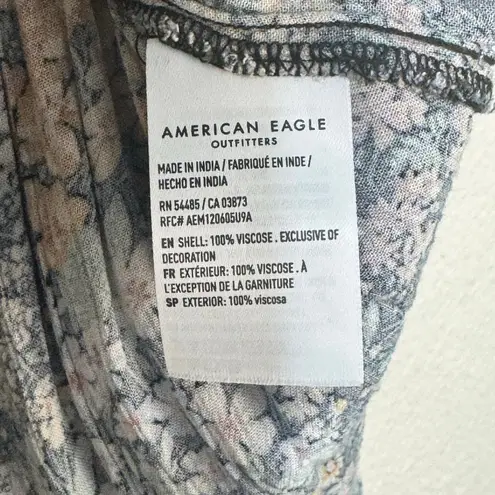 AMERICAN EAGLE
OUTFITTERS
MADE IN INDIA / FABRIQUÉ EN INDE /
HECHO EN INDIA
RN 54485 / CA 03873
RFC# AEM120605U9A
EN SHELL: 100% VISCOSE . EXCLUSIVE OF
DECORATION
FR EXTÉRIEUR: 100% VISCOSE . À
L'EXCEPTION DE LA GARNITURE
SP EXTERIOR: 100% viscosa